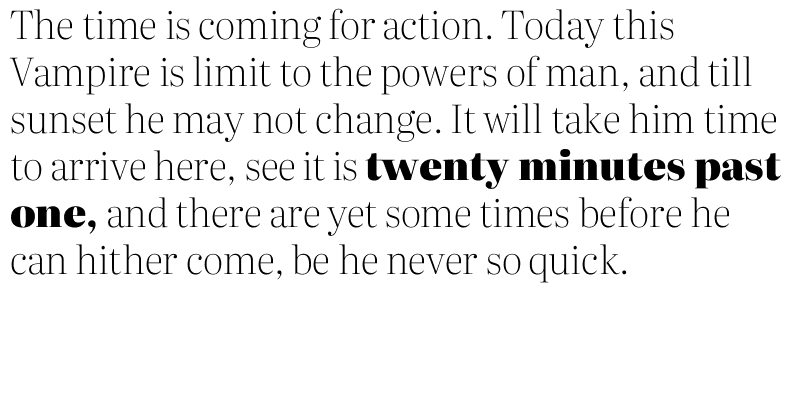 The time is coming for action. Today this
Vampire is limit to the powers of man, and till
sunset he may not change. It will take him time
to arrive here, see it is twenty minutes past
one, and there are yet some times before he
can hither come, be he never so quick.